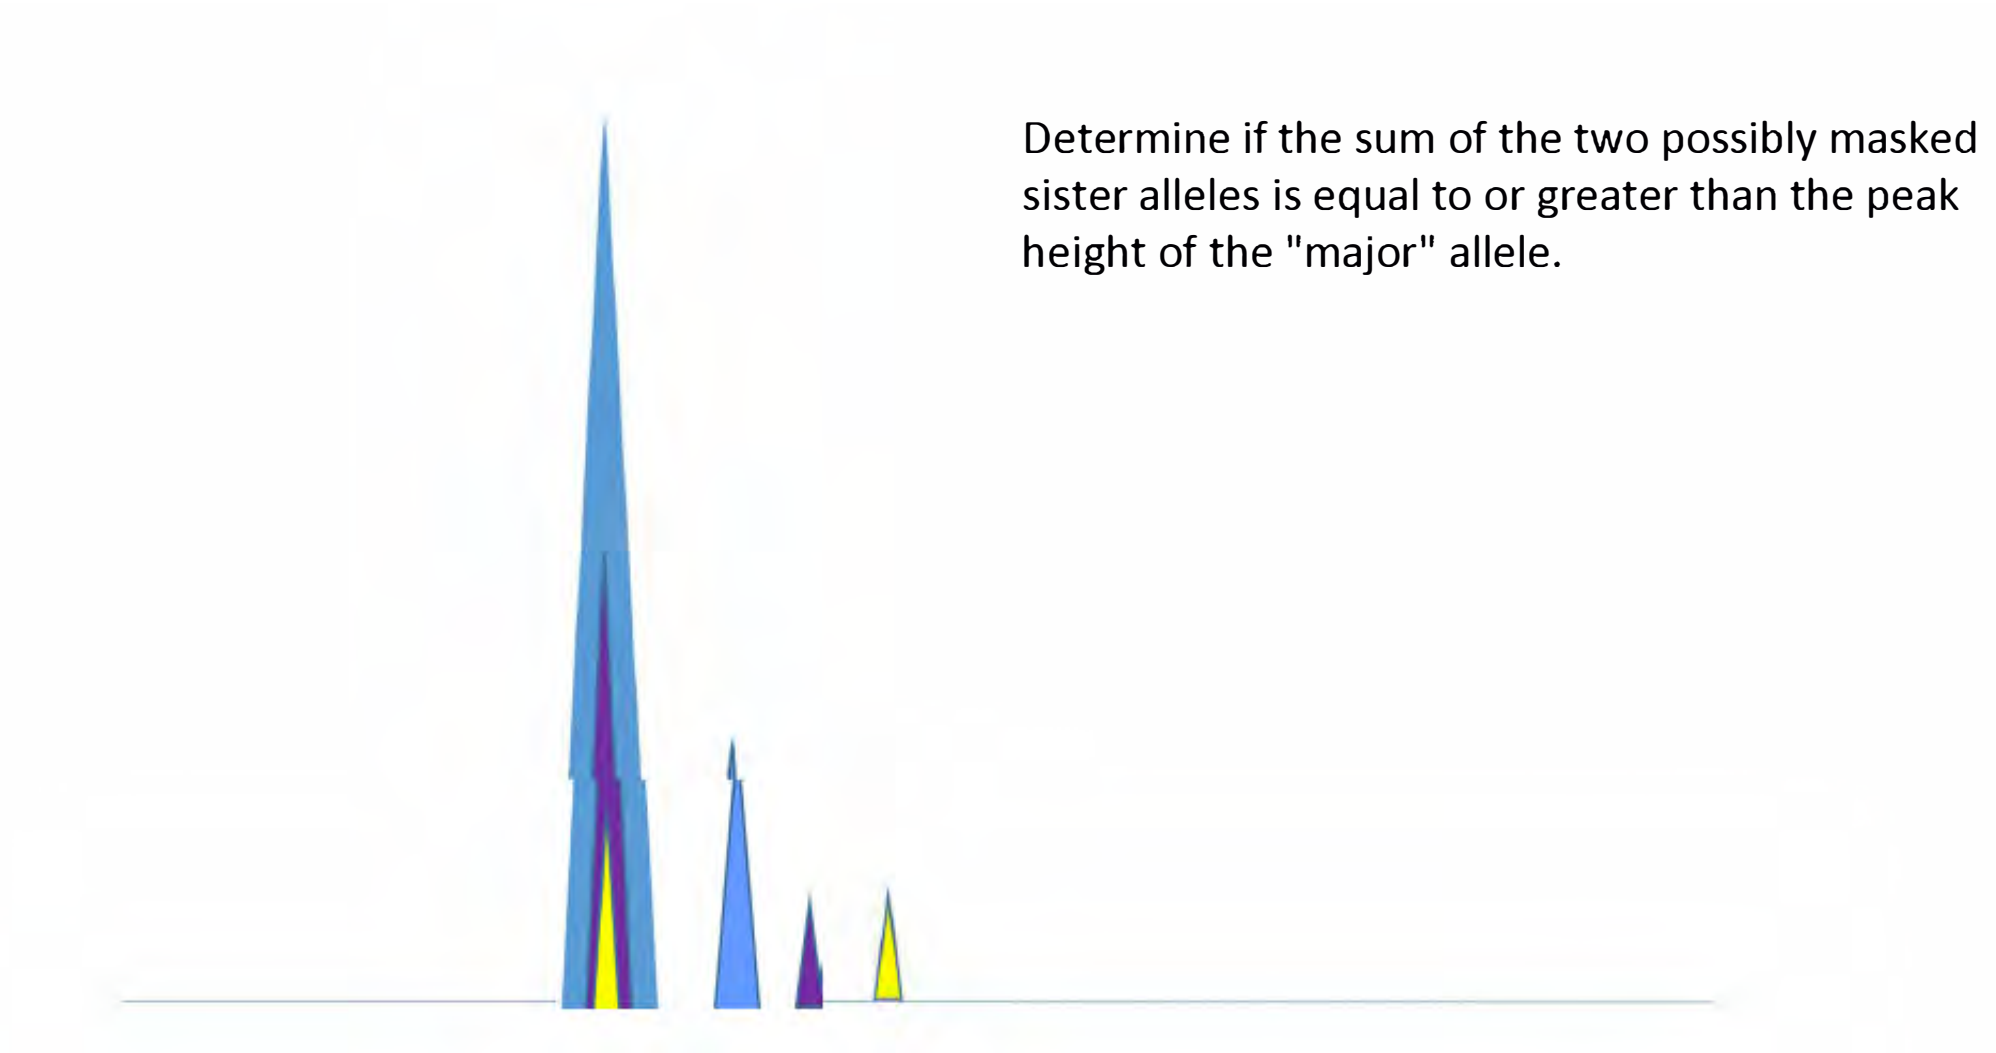 Determine if the sum of the two possibly masked
sister alleles is equal to or greater than the peak
height of the "major" allele.